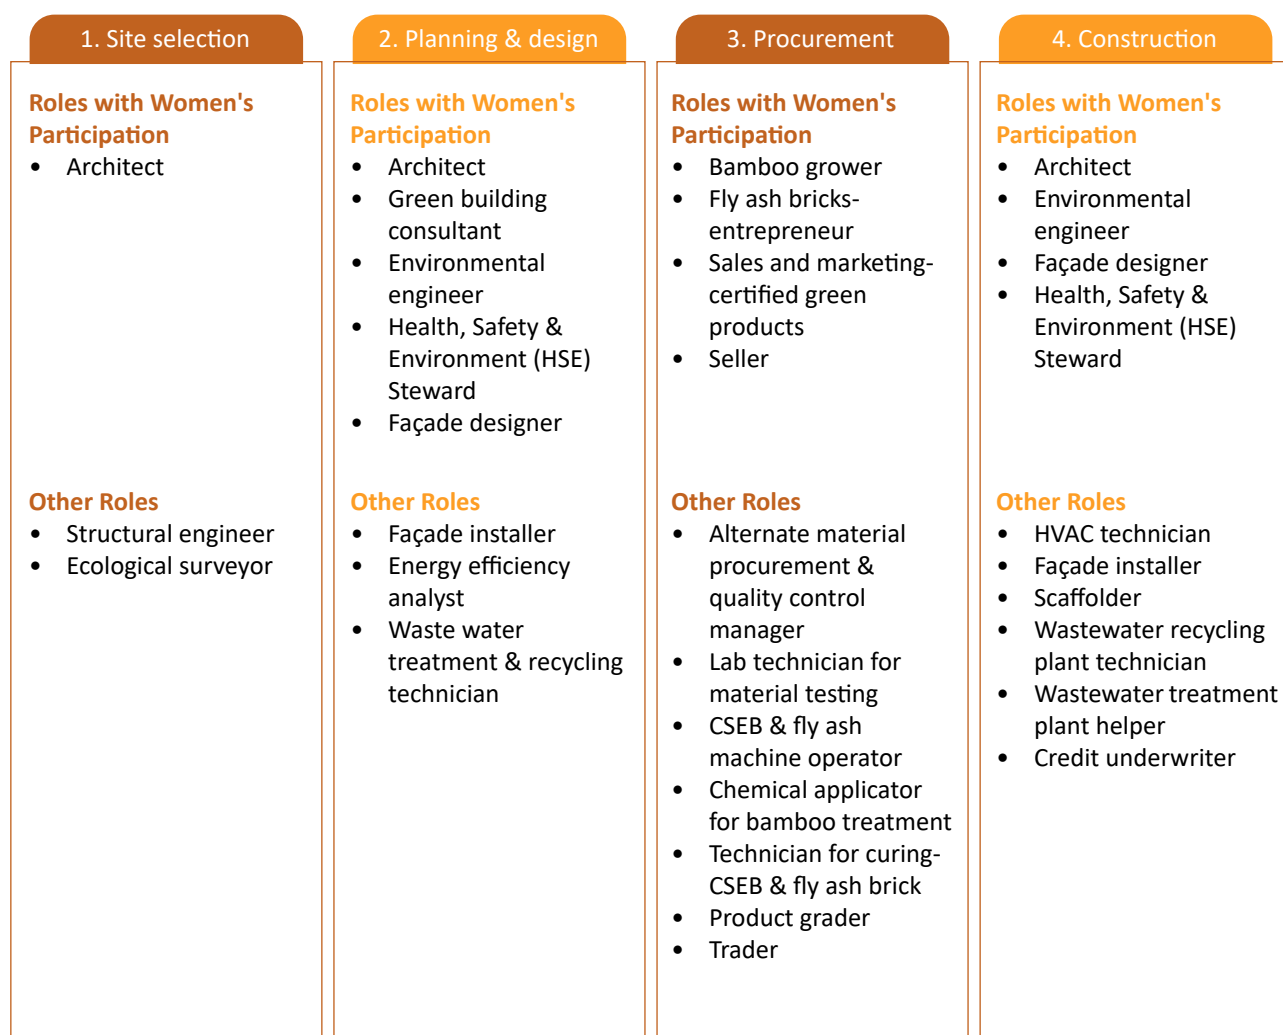 1. Site selection
Roles with Women's
Participation
• Architect
Other Roles
• Structural engineer
• Ecological surveyor
2. Planning & design
Roles with Women's
Participation
• Architect
• Green building
consultant
• Environmental
engineer
• Health, Safety &
Environment (HSE)
Steward
• Façade designer
Other Roles
• Façade installer
• Energy efficiency
analyst
• Waste water
treatment & recycling
technician
3. Procurement
Roles with Women's
Participation
• Bamboo grower
• Fly ash bricks-
entrepreneur
• Sales and marketing-
certified green
products
• Seller
Other Roles
• Alternate material
procurement &
quality control
manager
• Lab technician for
material testing
• CSEB & fly ash
machine operator
• Chemical applicator
for bamboo treatment
• Technician for curing-
CSEB & fly ash brick
• Product grader
• Trader
4. Construction
Roles with Women's
Participation
• Architect
• Environmental
engineer
• Façade designer
• Health, Safety &
Environment (HSE)
Steward
Other Roles
• HVAC technician
• Façade installer
• Scaffolder
• Wastewater recycling
plant technician
• Wastewater treatment
plant helper
• Credit underwriter